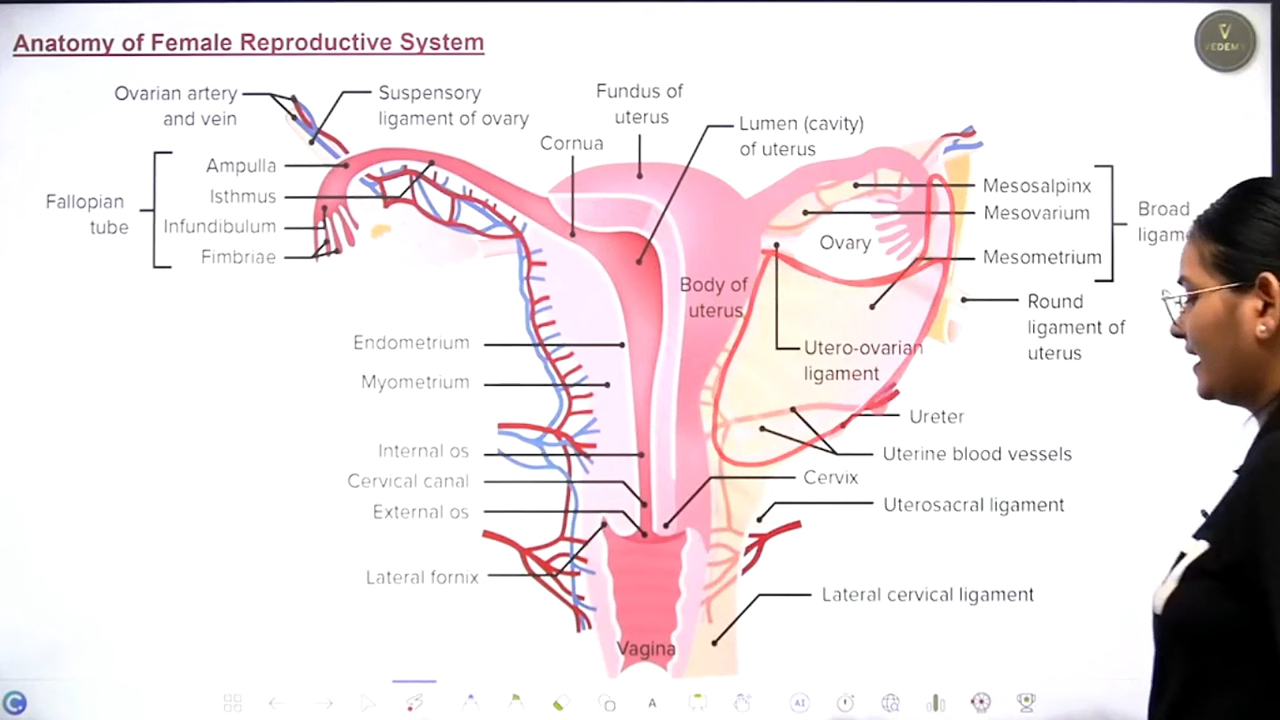 Anatomy of Female Reproductive System
VEDEMY
Ovarian artery
and vein
Suspensory
ligament of ovary
Fundus of
uterus
Cornua
Lumen (cavity)
of uterus
Fallopian
tube
Ampulla
Isthmus
Infundibulum
Fimbriae
Mesosalpinx
Mesovarium
Mesometrium
Broad
Ovary
Body of
uterus
Round
ligament of
uterus
Utero-ovarian
ligament
Endometrium
Myometrium
Ureter
Uterine blood vessels
Internal os
Cervical canal
External os
Cervix
Uterosacral ligament
Lateral fornix
Lateral cervical ligament
Vagina
A
AI